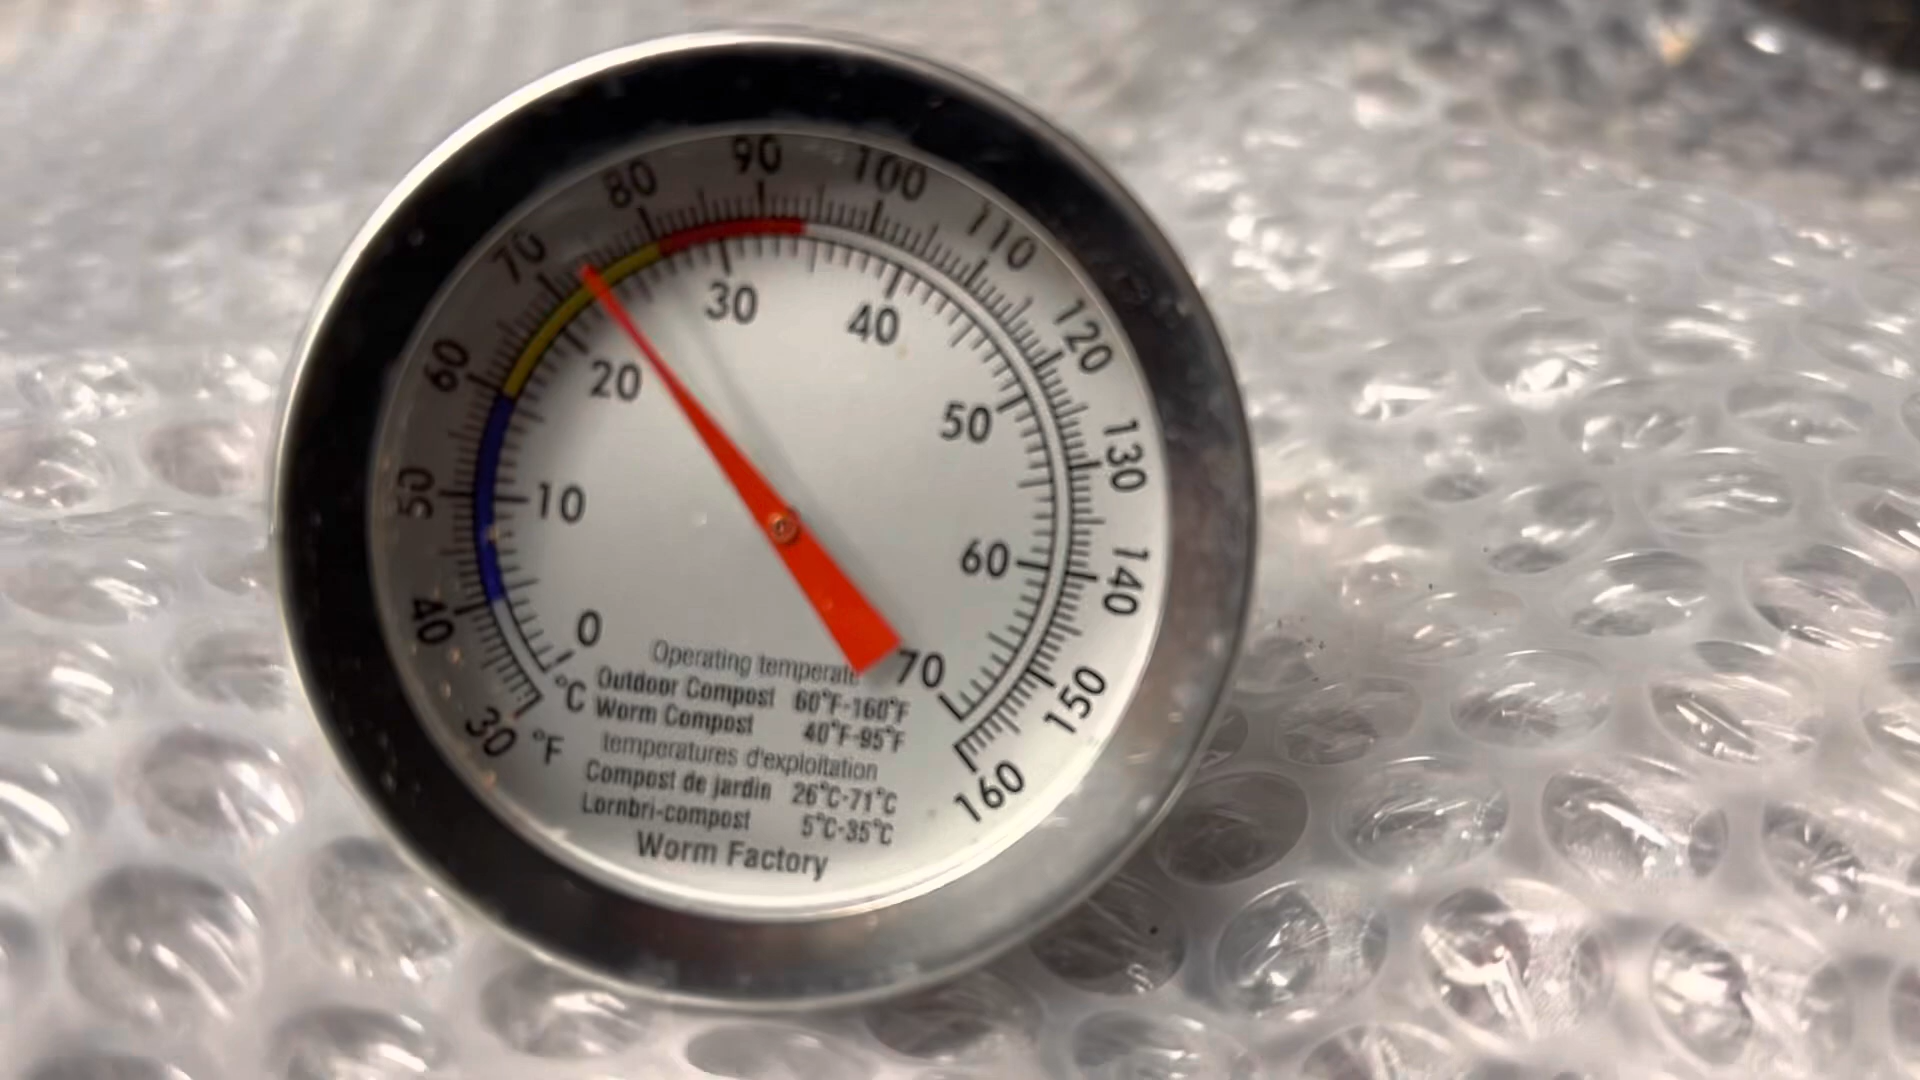 30 40 50 60 70 80 90 100 110 120 130 140 150 160
°F
0 10 20 30 40 50 60 70
°C
Operating temperate
Outdoor Compost 60°F-160°F
Worm Compost 40°F-95°F
temperatures d'exploitation
Compost de jardin 26°C-71°C
Lornbri-compost 5°C-35°C
Worm Factory